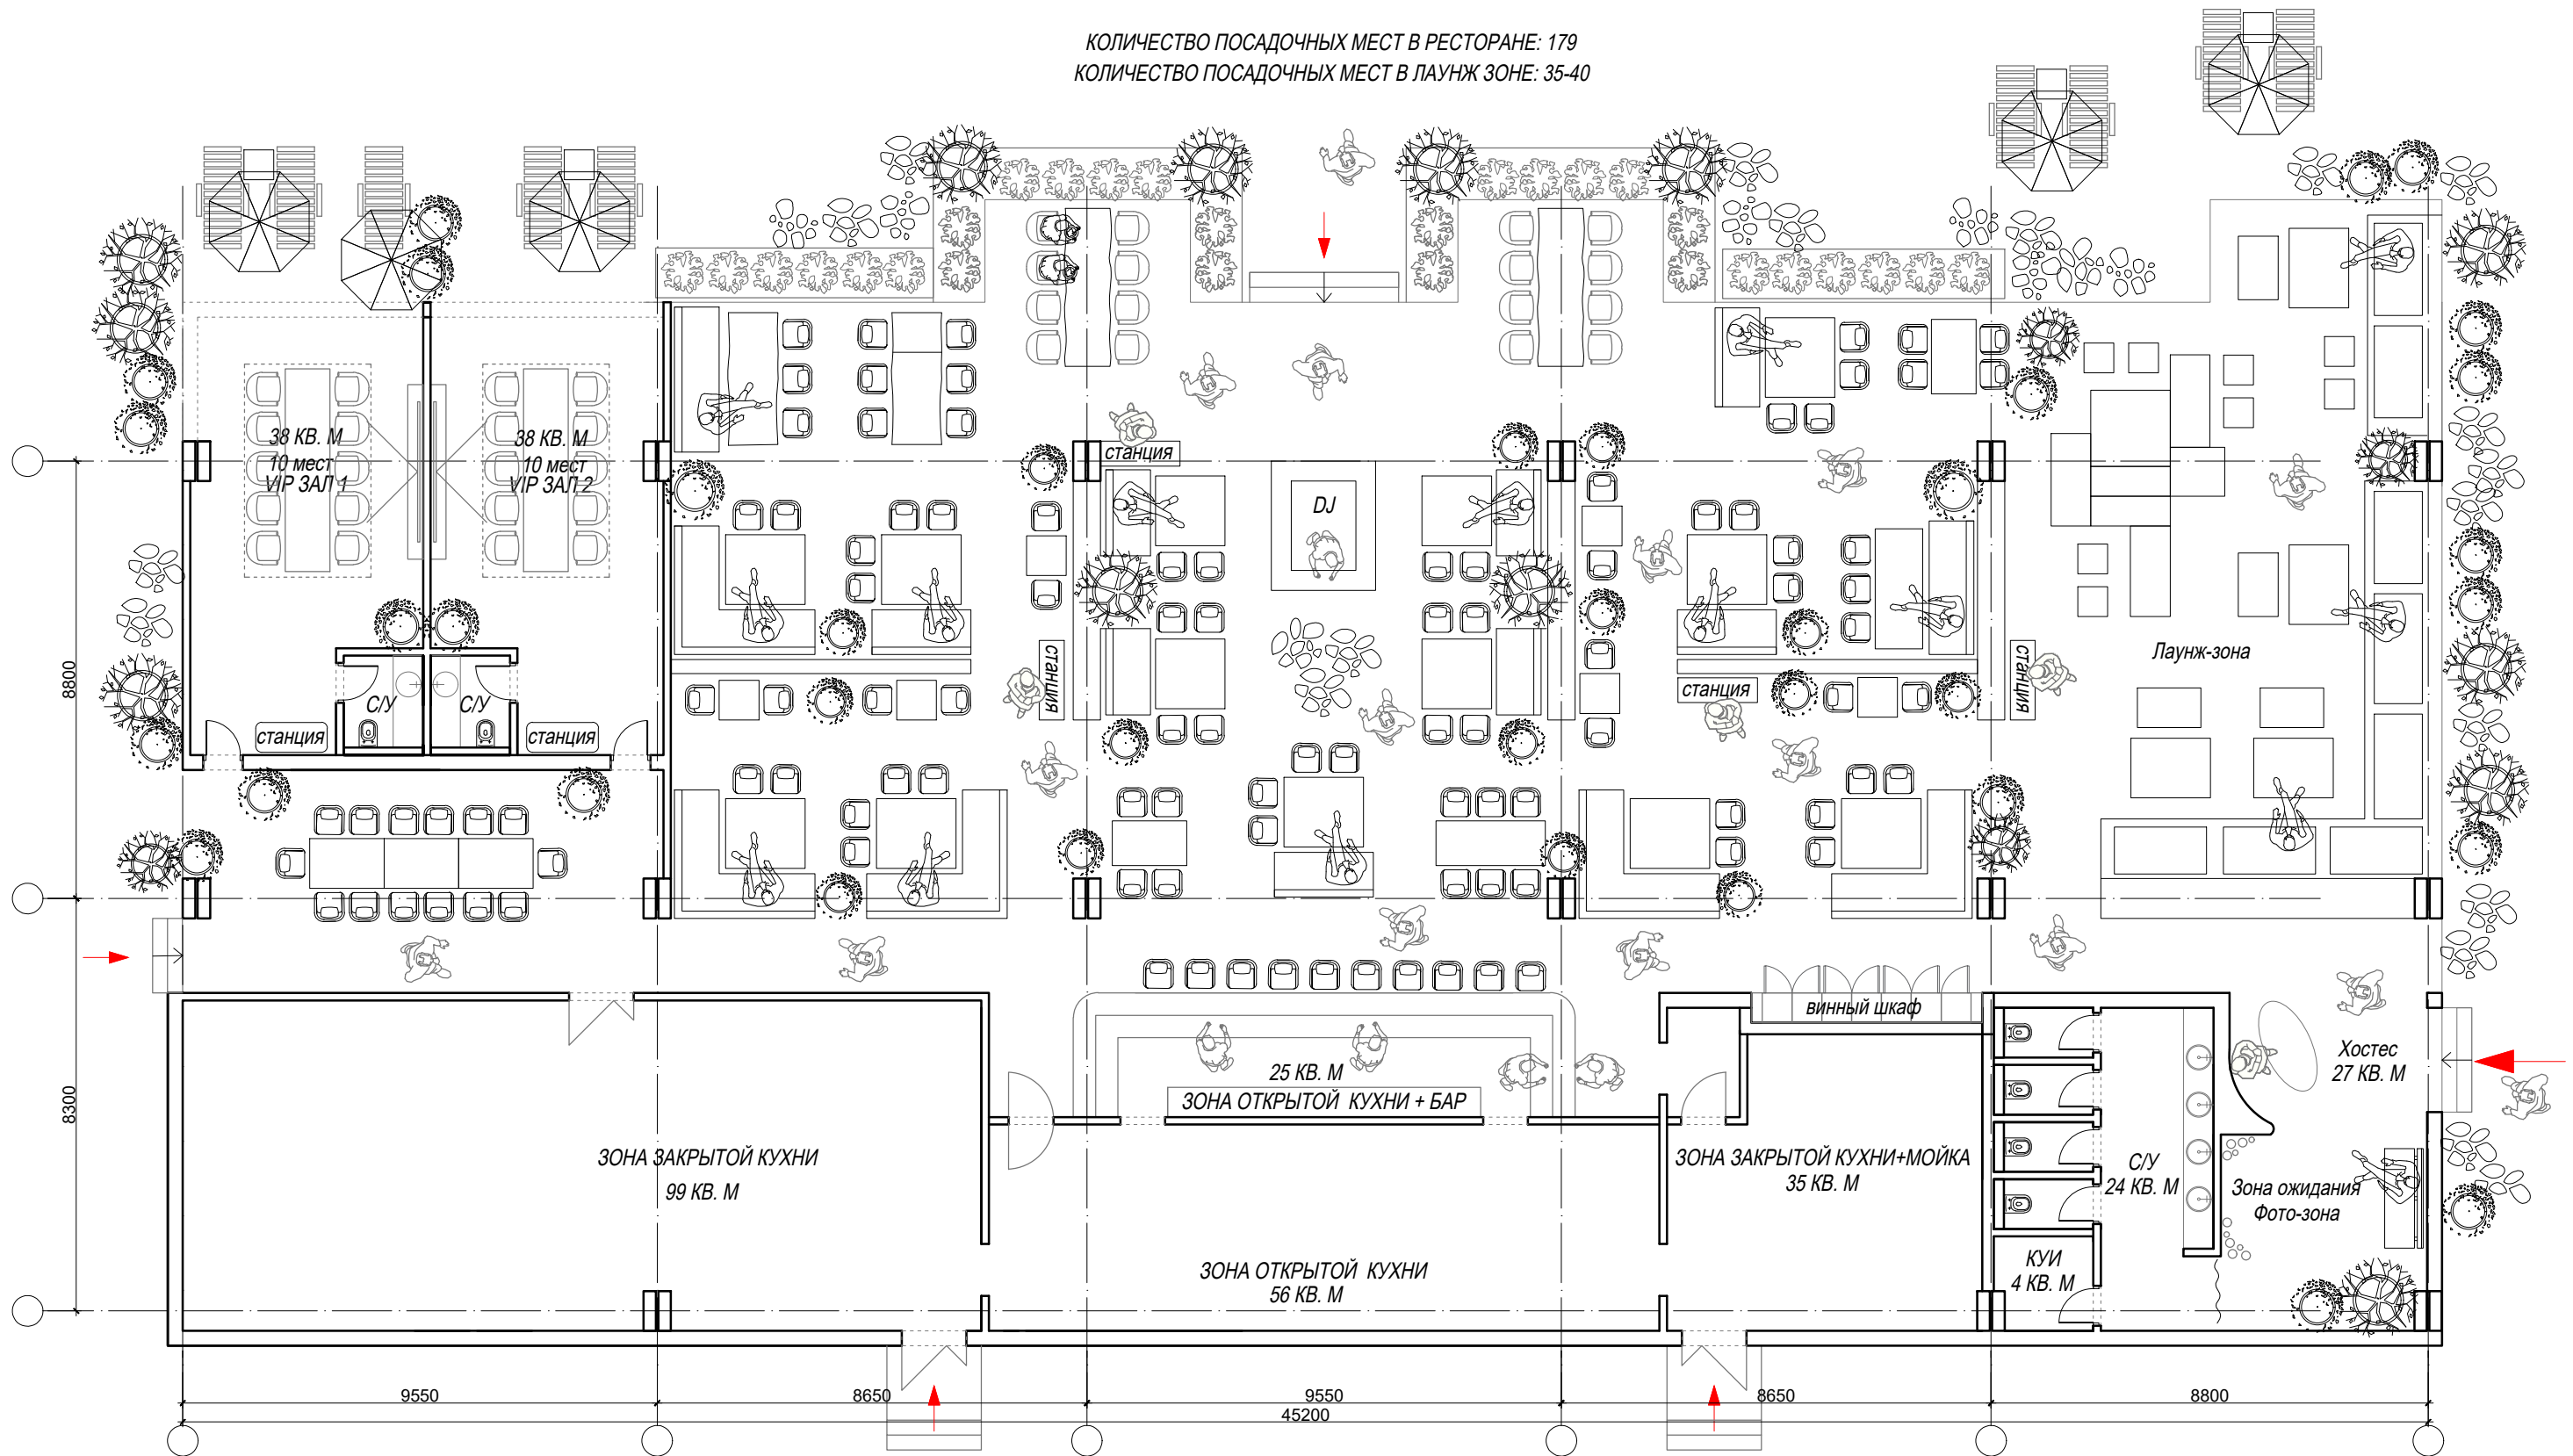 КОЛИЧЕСТВО ПОСАДОЧНЫХ МЕСТ В РЕСТОРАНЕ: 179
КОЛИЧЕСТВО ПОСАДОЧНЫХ МЕСТ В ЛАУНЖ ЗОНЕ: 35-40
38 КВ. М
10 мест
VIP ЗАЛ 1
38 КВ. М
10 мест
VIP ЗАЛ 2
станция
DJ
С/У
С/У
станция
станция
станция
станция
станция
Лаунж-зона
8800
винный шкаф
25 КВ. М
ЗОНА ОТКРЫТОЙ КУХНИ + БАР
Хостес
27 КВ. М
8300
ЗОНА ЗАКРЫТОЙ КУХНИ
99 КВ. М
ЗОНА ЗАКРЫТОЙ КУХНИ+МОЙКА
35 КВ. М
С/У
24 КВ. М
Зона ожидания
Фото-зона
ЗОНА ОТКРЫТОЙ КУХНИ
56 КВ. М
КУИ
4 КВ. М
9550
8650
9550
8650
8800
45200